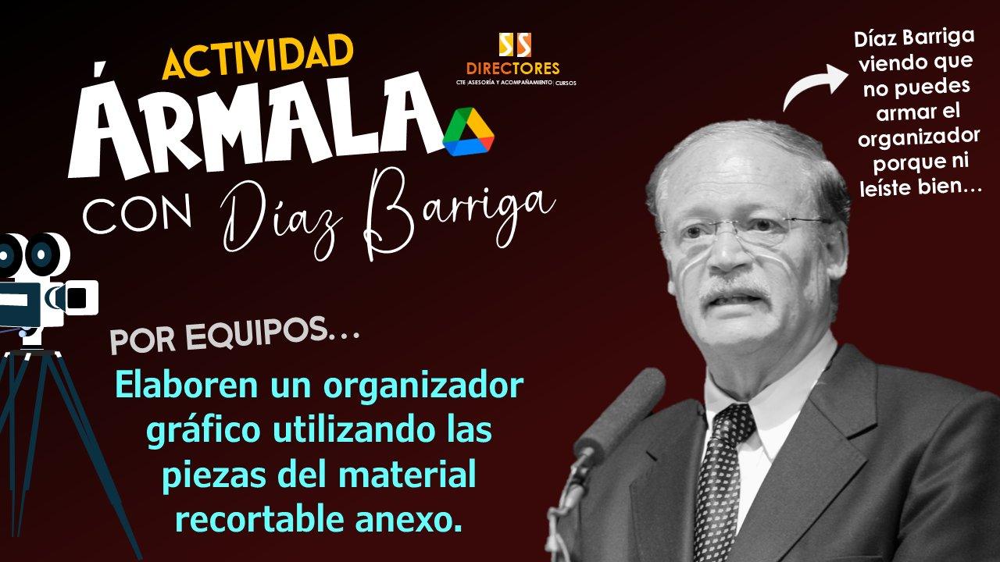 ACTIVIDAD
ÁRMALA
CON Díaz Barriga
SS
DIRECTORES
CTE |ASESORÍA Y ACOMPAÑAMIENTO| CURSOS
Díaz Barriga
viendo que
no puedes
armar el
organizador
porque ni
leíste bien...
POR EQUIPOS...
Elaboren un organizador
gráfico utilizando las
piezas del material
recortable anexo.